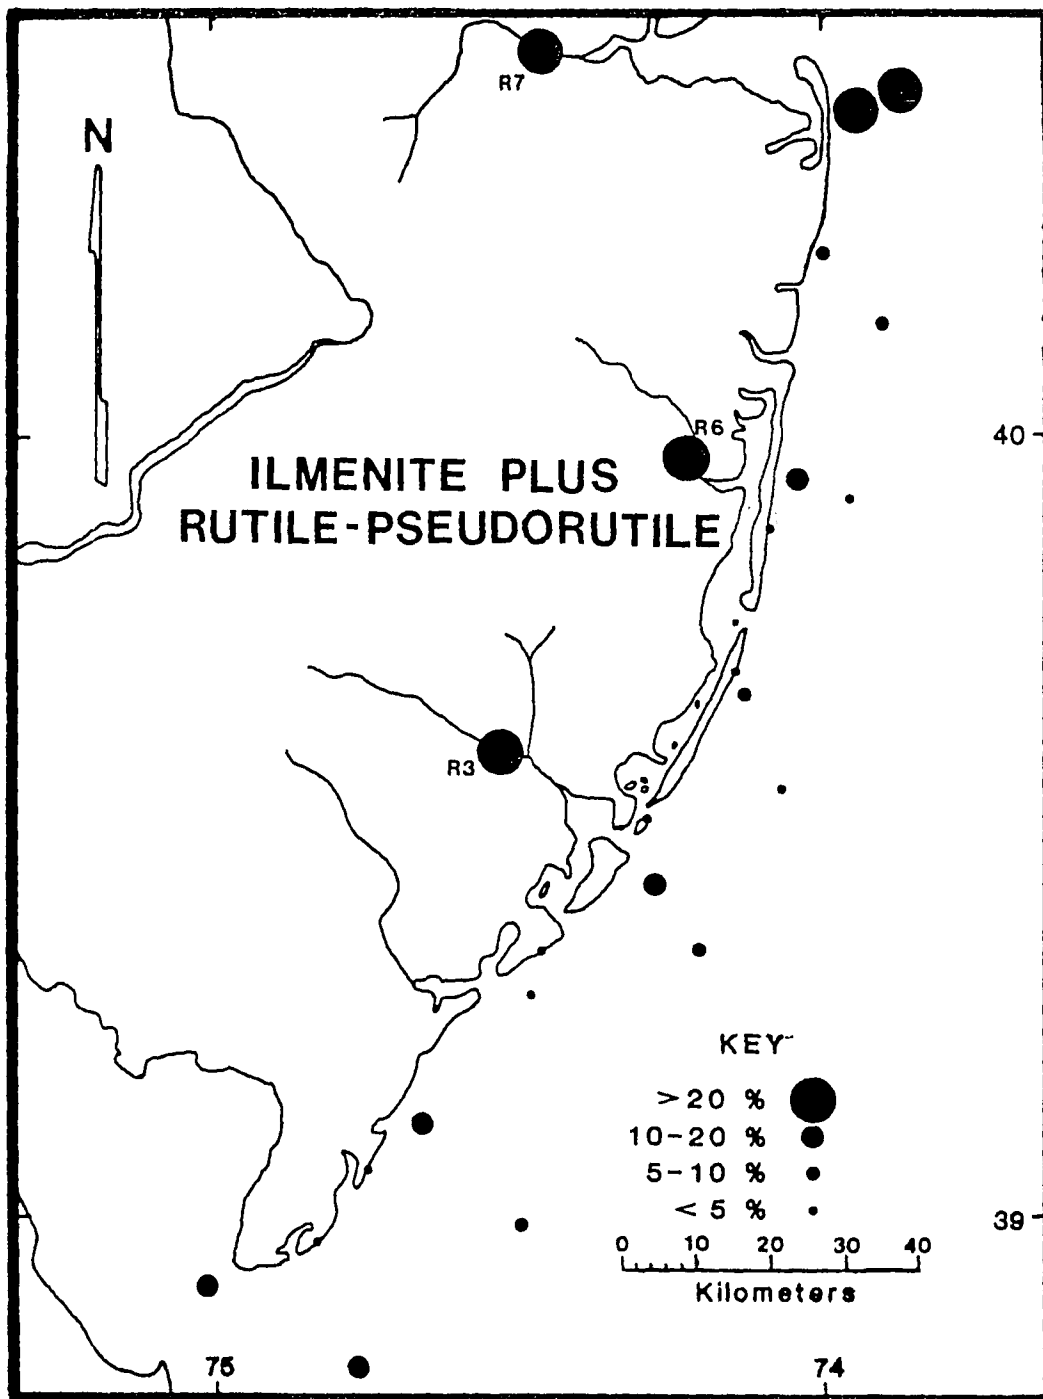 R7
N
R6
40
ILMENITE PLUS
RUTILE-PSEUDORUTILE
R3
KEY
>20 %
10-20 %
5-10 %
<5 %
39
0 10 20 30 40
Kilometers
75
74